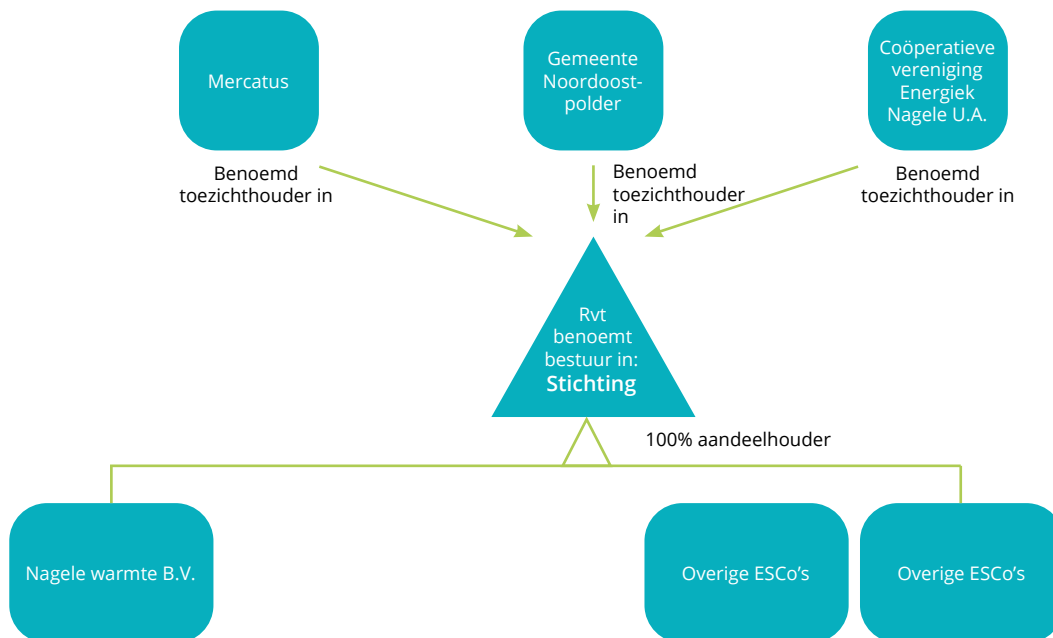 Mercatus
Gemeente
Noordoost-
polder
Coöperatieve
vereniging
Energiek
Nagele U.A.
Benoemd
toezichthouder in
Benoemd
toezichthouder
in
Benoemd
toezichthouder in
Rvt
benoemt
bestuur in:
Stichting
100% aandeelhouder
Nagele warmte B.V.
Overige ESCo’s
Overige ESCo’s